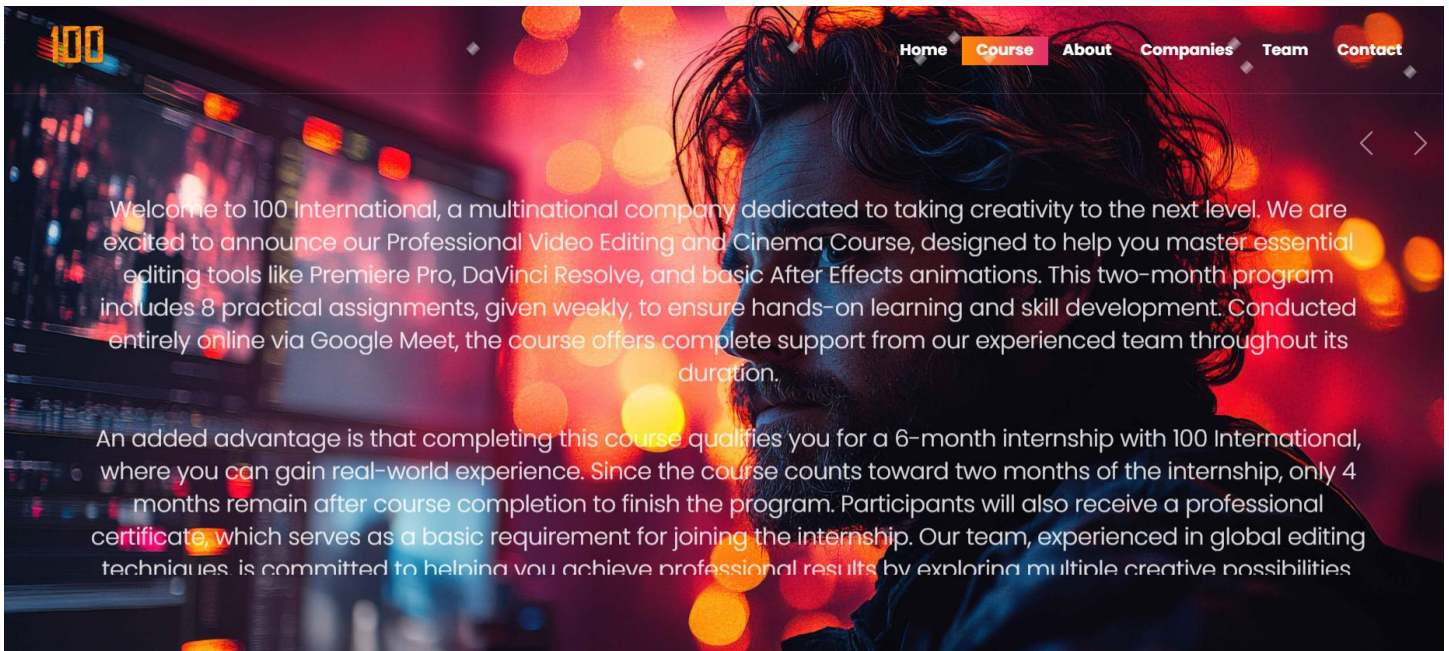 100
Home Course About Companies Team Contact
Welcome to 100 International, a multinational company dedicated to taking creativity to the next level. We are
excited to announce our Professional Video Editing and Cinema Course, designed to help you master essential
editing tools like Premiere Pro, DaVinci Resolve, and basic After Effects animations. This two-month program
includes 8 practical assignments, given weekly, to ensure hands-on learning and skill development. Conducted
entirely online via Google Meet, the course offers complete support from our experienced team throughout its
duration.
An added advantage is that completing this course qualifies you for a 6-month internship with 100 International,
where you can gain real-world experience. Since the course counts toward two months of the internship, only 4
months remain after course completion to finish the program. Participants will also receive a professional
certificate, which serves as a basic requirement for joining the internship. Our team, experienced in global editing
techniques, is committed to helping you achieve professional results by exploring multiple creative possibilities